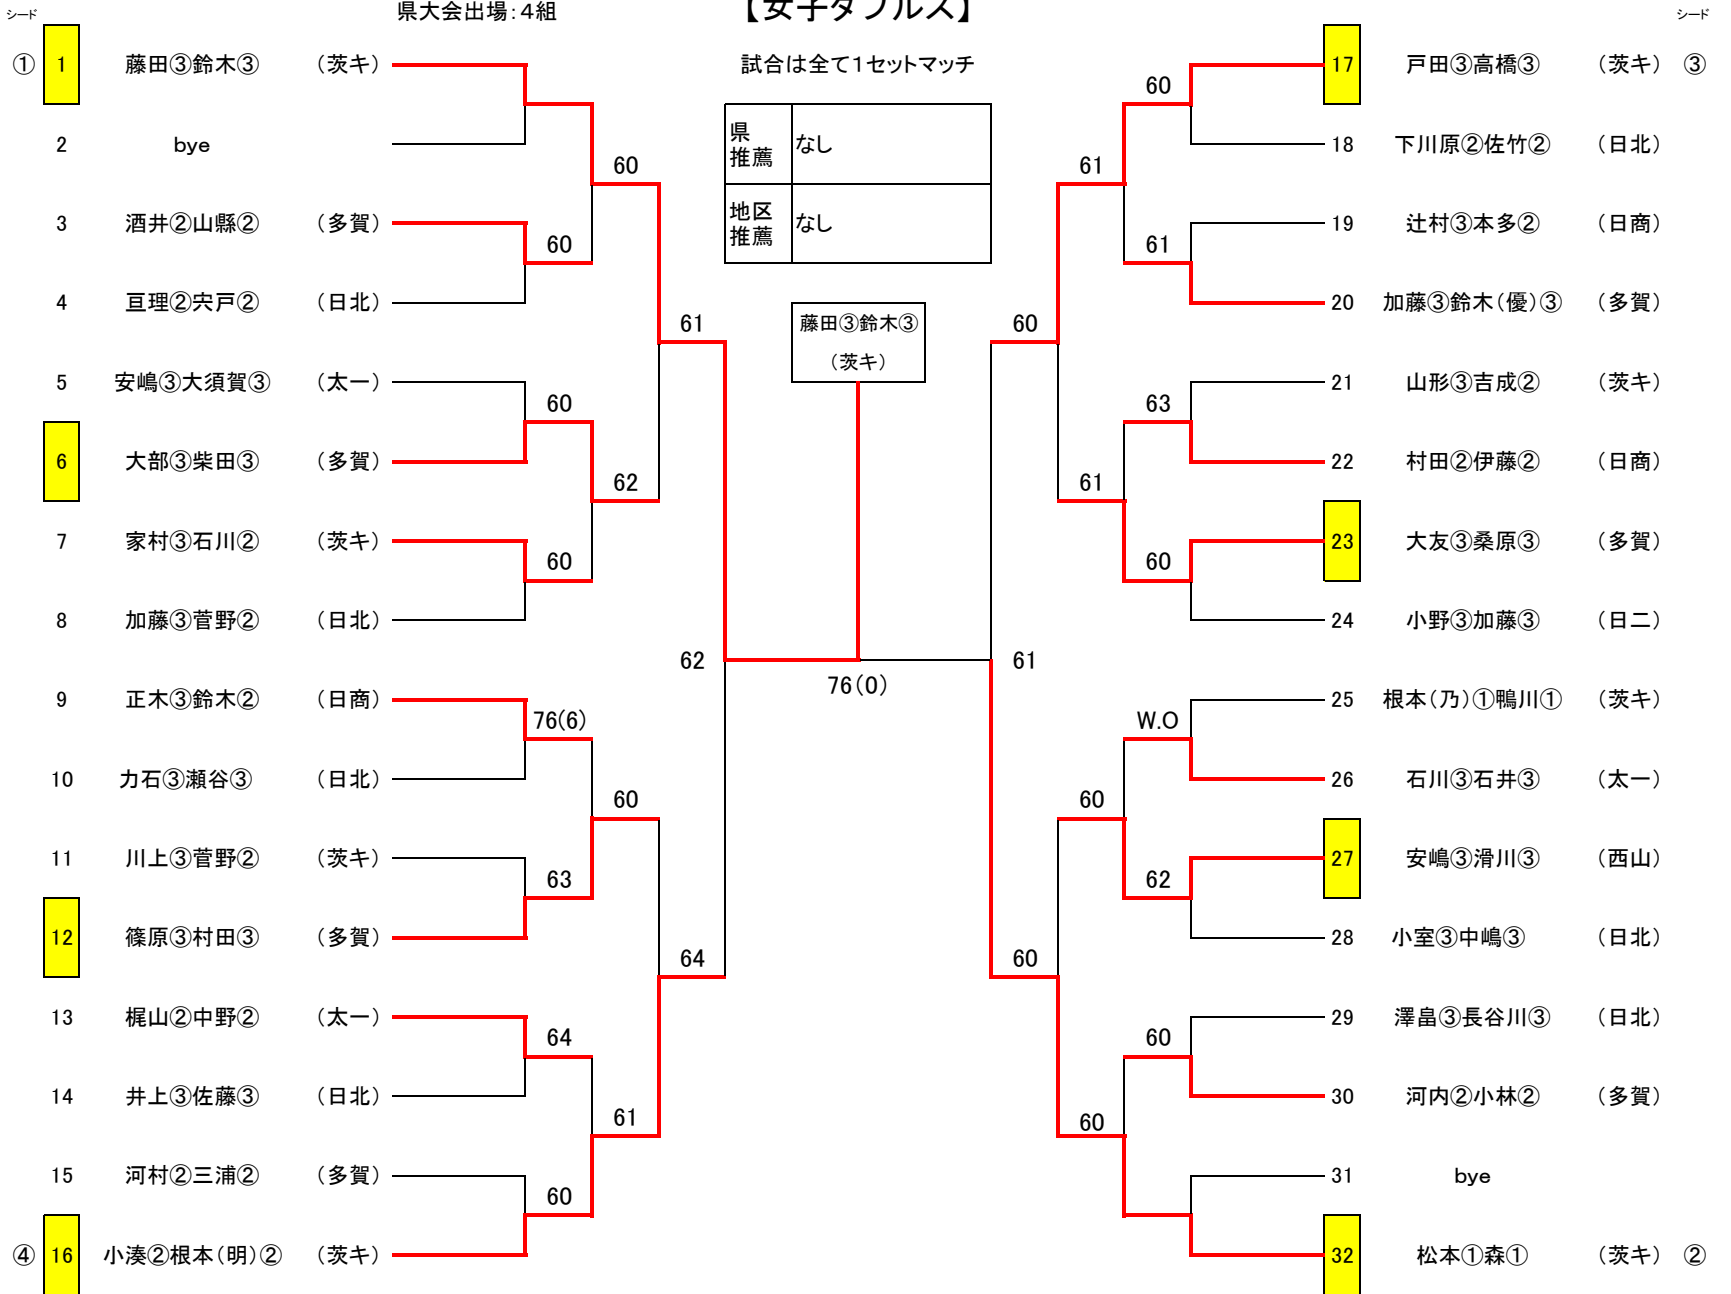 県大会出場：4組
【女子ダブルス】
シード
シード
試合は全て1セットマッチ
県推薦 なし
地区推薦 なし
藤田③鈴木③
（茨キ）
① 1 藤田③鈴木③ （茨キ）
2 bye
3 酒井②山縣② （多賀）
4 亘理②宍戸② （日北）
5 安嶋③大須賀③ （太一）
6 大部③柴田③ （多賀）
7 家村③石川② （茨キ）
8 加藤③菅野② （日北）
9 正木③鈴木② （日商）
10 力石③瀬谷③ （日北）
11 川上③菅野② （茨キ）
12 篠原③村田③ （多賀）
13 梶山②中野② （太一）
14 井上③佐藤③ （日北）
15 河村②三浦② （多賀）
④ 16 小湊②根本（明）② （茨キ）
60
60
60
76(6)
63
64
60
60
62
60
61
61
64
62
76(0)
61
60
60
61
61
60
60
60
61
63
60
W.O
62
60
17 戸田③高橋③ （茨キ） ③
18 下川原②佐竹② （日北）
19 辻村③本多② （日商）
20 加藤③鈴木（優）③ （多賀）
21 山形③吉成② （茨キ）
22 村田②伊藤② （日商）
23 大友③桑原③ （多賀）
24 小野③加藤③ （日二）
25 根本（乃）①鴨川① （茨キ）
26 石川③石井③ （太一）
27 安嶋③滑川③ （西山）
28 小室③中嶋③ （日北）
29 澤畠③長谷川③ （日北）
30 河内②小林② （多賀）
31 bye
32 松本①森① （茨キ） ②